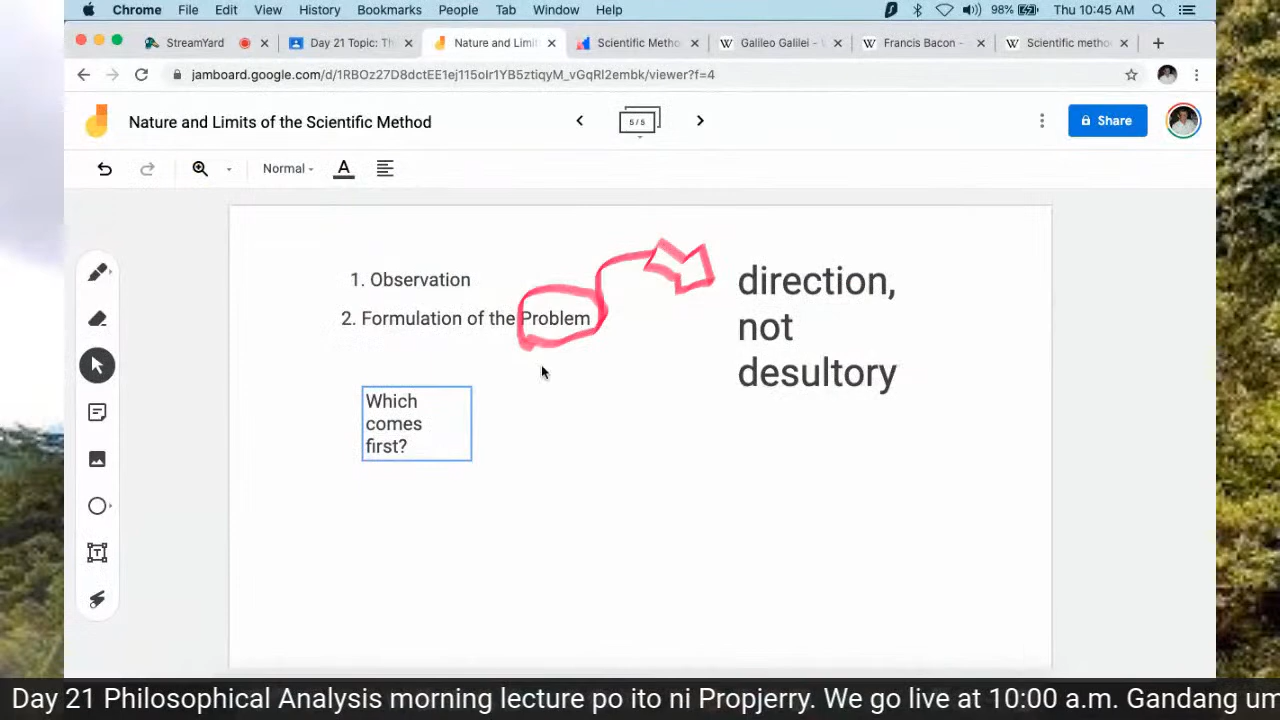 Chrome File Edit View History Bookmarks People Tab Window Help 98% Thu 10:45 AM
StreamYard Day 21 Topic: Th Nature and Limit Scientific Metho Galileo Galilei - Francis Bacon - Scientific metho
jamboard.google.com/d/1RBOz27D8dctEE1ej115oIr1YB5ztiqyM_vGqRI2embk/viewer?f=4
Nature and Limits of the Scientific Method 5 / 5 Share
Normal A
1. Observation
2. Formulation of the Problem
direction,
not
desultory
Which
comes
first?
Day 21 Philosophical Analysis morning lecture po ito ni Propjerry. We go live at 10:00 a.m. Gandang um